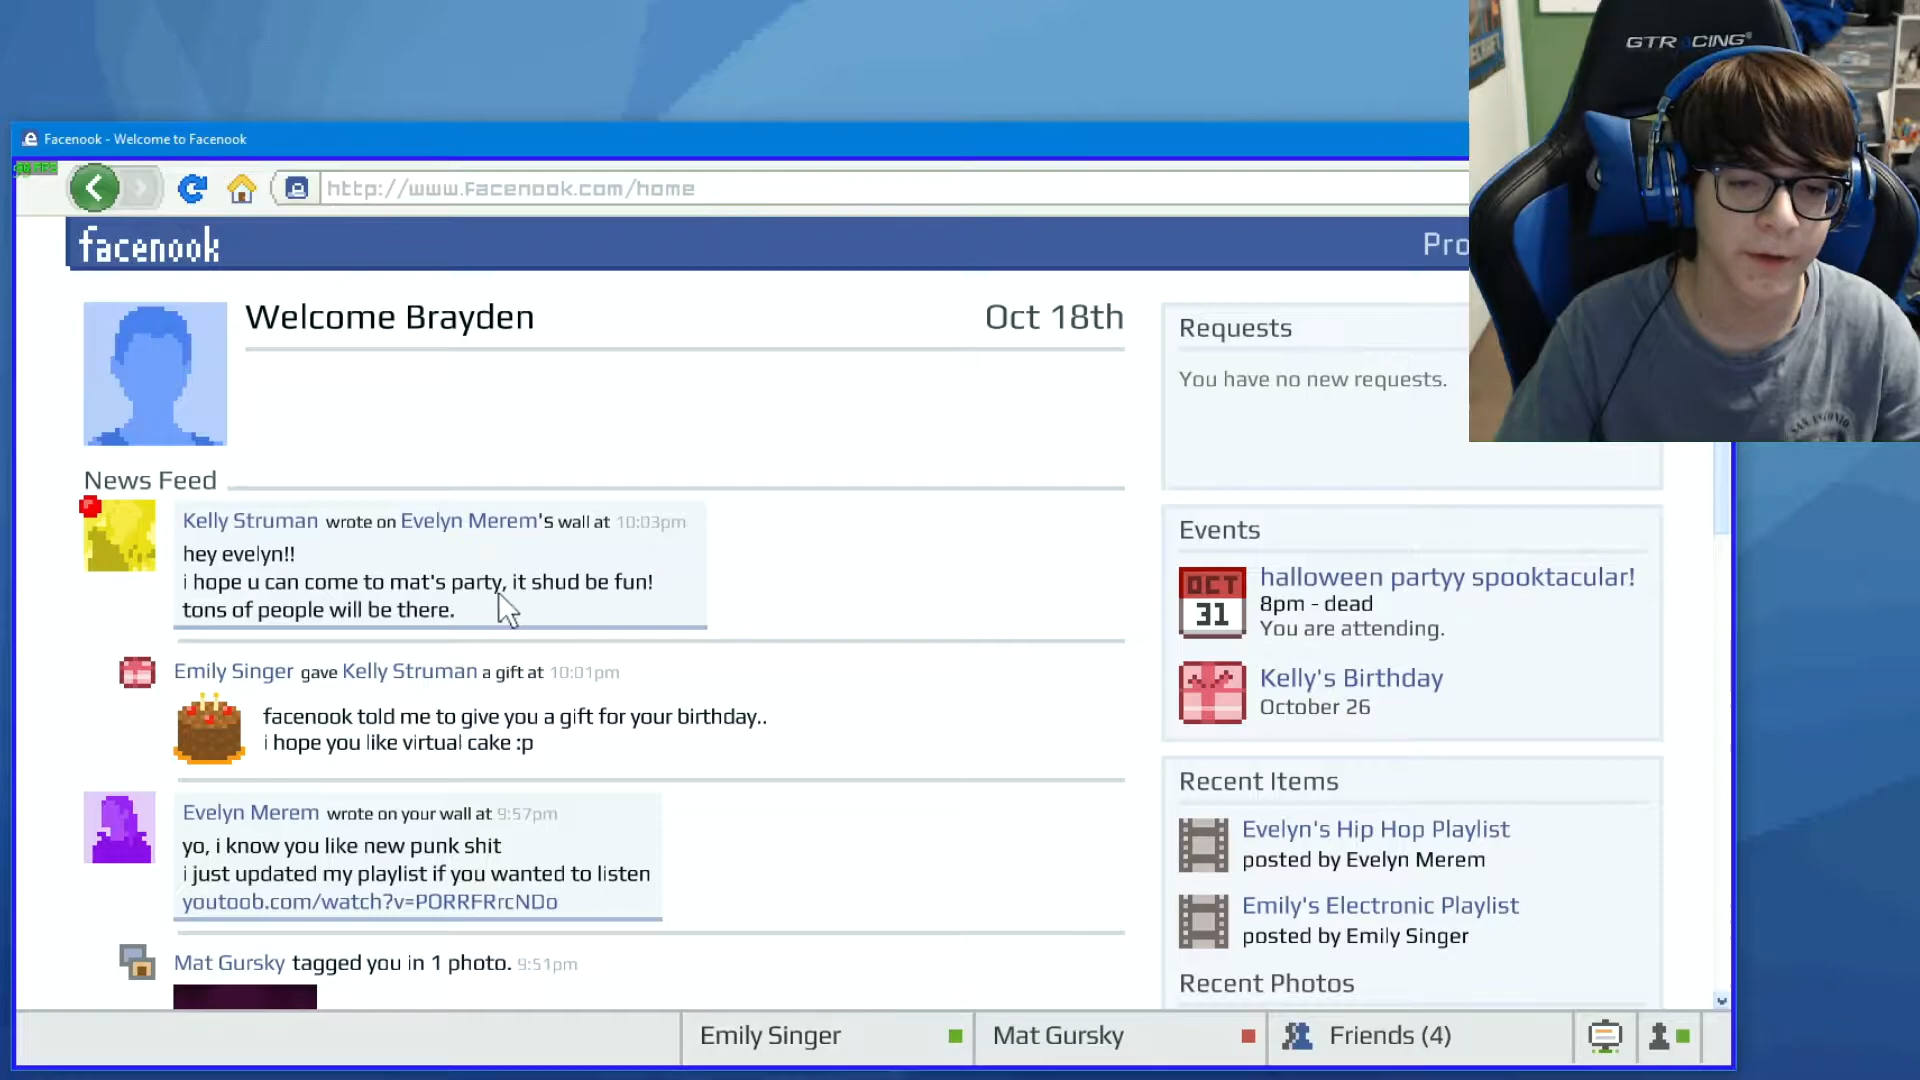 GTRACING
Facenook - Welcome to Facenook
http://www.Facenook.com/home
facenook
Pro
Welcome Brayden
Oct 18th
Requests
You have no new requests.
News Feed
Kelly Struman wrote on Evelyn Merem's wall at 10:03pm
hey evelyn!!
i hope u can come to mat's party, it shud be fun!
tons of people will be there.
Emily Singer gave Kelly Struman a gift at 10:01pm
facenook told me to give you a gift for your birthday..
i hope you like virtual cake :p
Evelyn Merem wrote on your wall at 9:57pm
yo, i know you like new punk shit
i just updated my playlist if you wanted to listen
youtoob.com/watch?v=PORRFRrcNDo
Mat Gursky tagged you in 1 photo. 9:51pm
Events
OCT
31
halloween partyy spooktacular!
8pm - dead
You are attending.
Kelly's Birthday
October 26
Recent Items
Evelyn's Hip Hop Playlist
posted by Evelyn Merem
Emily's Electronic Playlist
posted by Emily Singer
Recent Photos
Emily Singer
Mat Gursky
Friends (4)
SAN ANTONIO